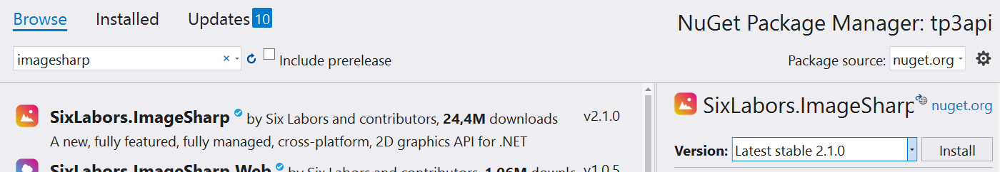 Browse Installed Updates 10
NuGet Package Manager: tp3api
imagesharp
Include prerelease
Package source: nuget.org
SixLabors.ImageSharp by Six Labors and contributors, 24,4M downloads v2.1.0
A new, fully featured, fully managed, cross-platform, 2D graphics API for .NET
SixLabors.ImageSharp.Web by Six Labors and contributors, 1,06M downlc v1.0.5
SixLabors.ImageSharp nuget.org
Version: Latest stable 2.1.0 Install